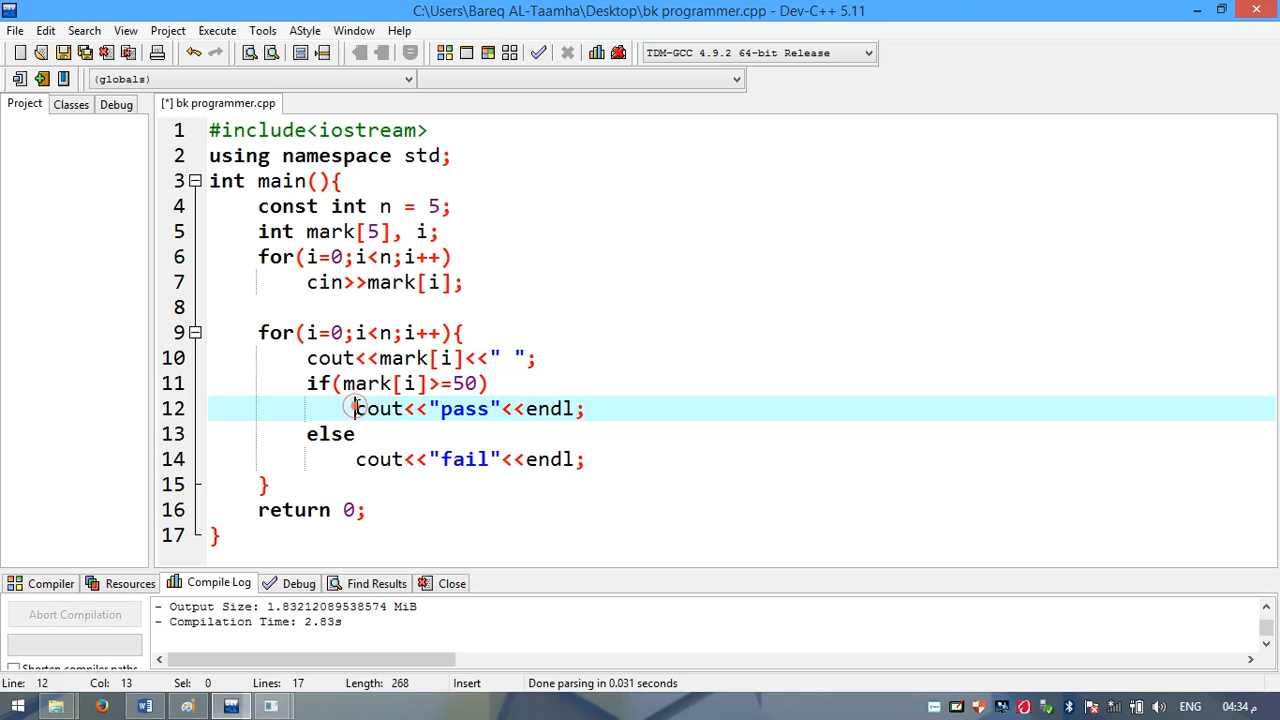 C:\Users\Bareq AL-Taamha\Desktop\bk programmer.cpp - Dev-C++ 5.11
File Edit Search View Project Execute Tools AStyle Window Help
TDM-GCC 4.9.2 64-bit Release
(globals)
Project Classes Debug [*] bk programmer.cpp
1 #include<iostream>
2 using namespace std;
3 int main(){
4 const int n = 5;
5 int mark[5], i;
6 for(i=0;i<n;i++)
7 cin>>mark[i];
8
9 for(i=0;i<n;i++){
10 cout<<mark[i]<<" ";
11 if(mark[i]>=50)
12 cout<<"pass"<<endl;
13 else
14 cout<<"fail"<<endl;
15 }
16 return 0;
17 }
Compiler Resources Compile Log Debug Find Results Close
Abort Compilation
- Output Size: 1.83212089538574 MiB
- Compilation Time: 2.83s
Shorten compiler paths
Line: 12 Col: 13 Sel: 0 Lines: 17 Length: 268 Insert Done parsing in 0.031 seconds
ENG 04:34 م